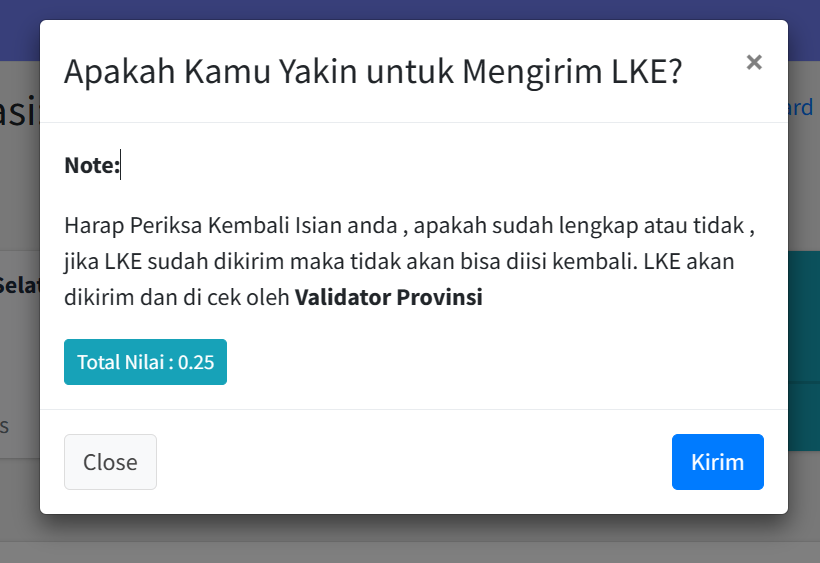 Apakah Kamu Yakin untuk Mengirim LKE?
×
Note:
Harap Periksa Kembali Isian anda , apakah sudah lengkap atau tidak ,
jika LKE sudah dikirim maka tidak akan bisa diisi kembali. LKE akan
dikirim dan di cek oleh Validator Provinsi
Total Nilai : 0.25
Close
Kirim